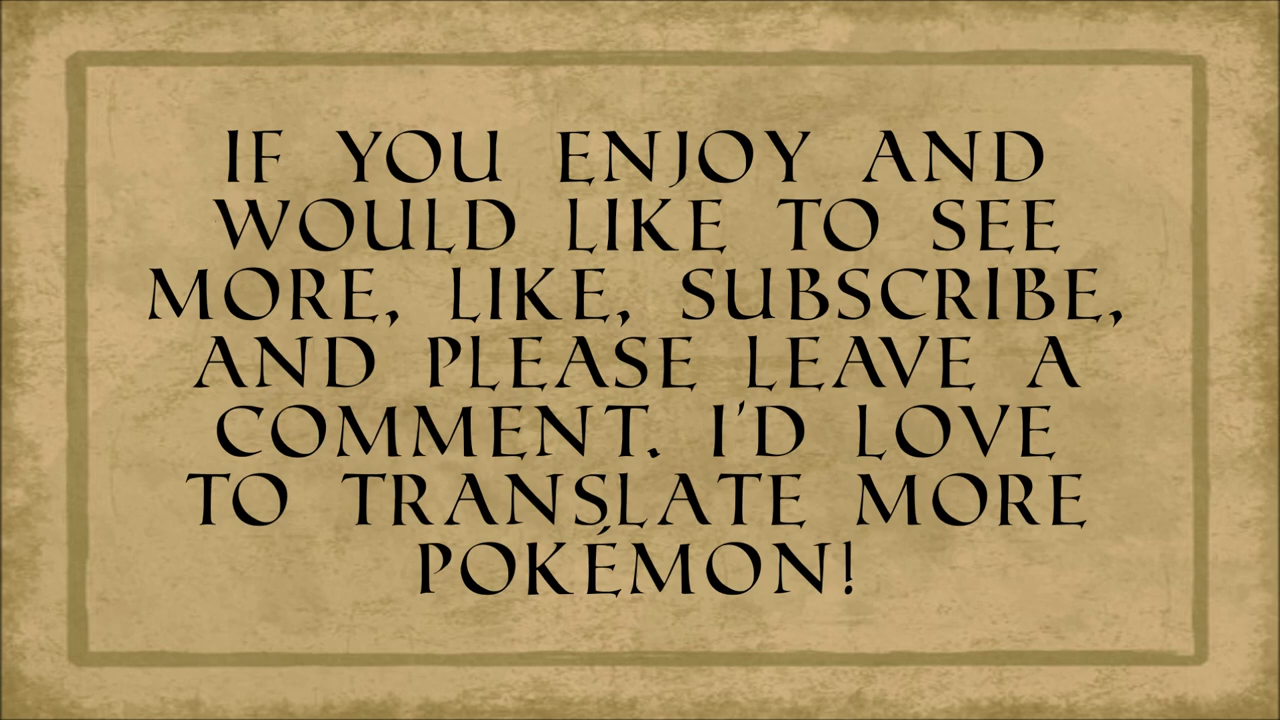 IF YOU ENJOY AND
WOULD LIKE TO SEE
MORE, LIKE, SUBSCRIBE,
AND PLEASE LEAVE A
COMMENT. I'D LOVE
TO TRANSLATE MORE
POKÉMON!